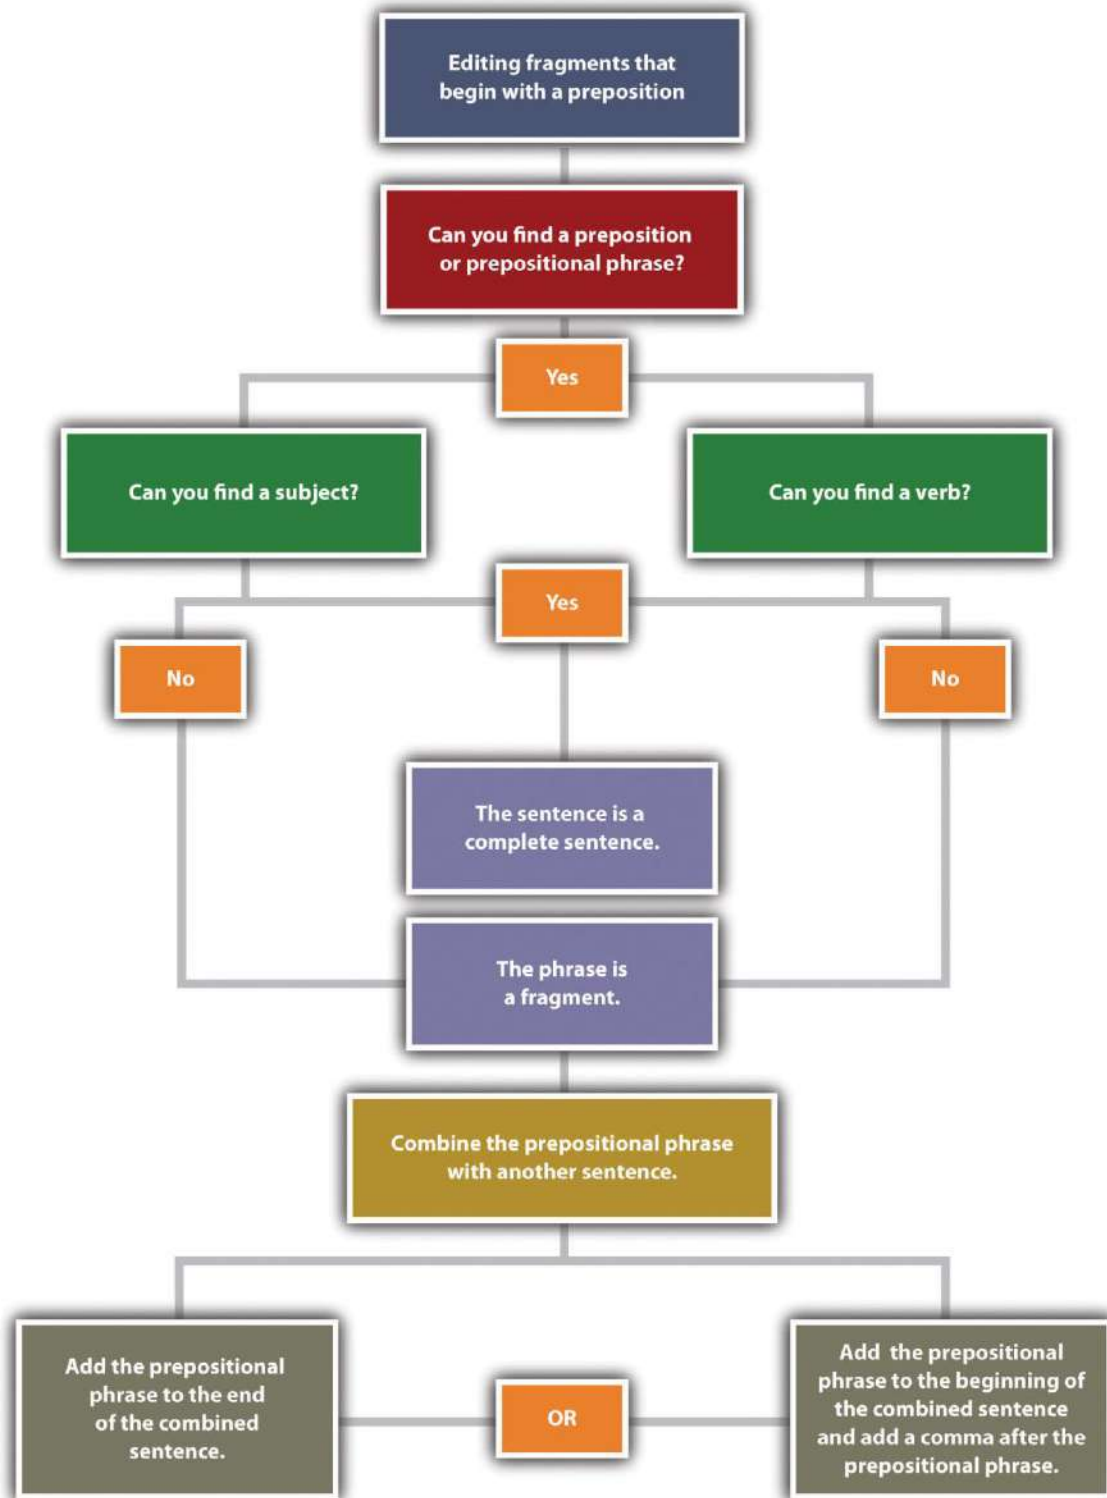 Editing fragments that
begin with a preposition
Can you find a preposition
or prepositional phrase?
Yes
Can you find a subject?
Can you find a verb?
Yes
No
No
The sentence is a
complete sentence.
The phrase is
a fragment.
Combine the prepositional phrase
with another sentence.
Add the prepositional
phrase to the end
of the combined
sentence.
OR
Add the prepositional
phrase to the beginning of
the combined sentence
and add a comma after the
prepositional phrase.